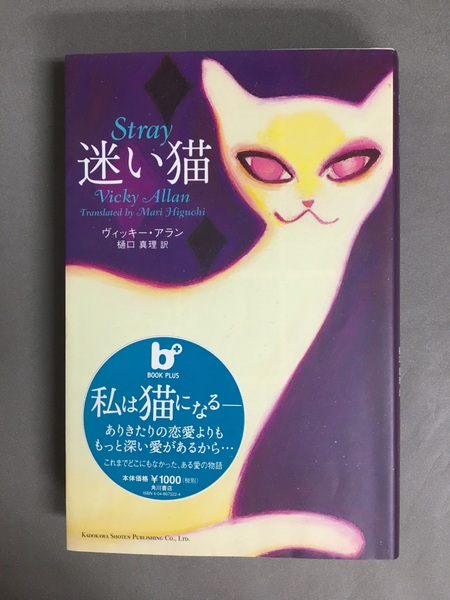 Stray
迷い猫
Vicky Allan
Translated by Mari Higuchi
ヴィッキー・アラン
樋口 真理 訳
b+
BOOK PLUS
私は猫になる―
ありきたりの恋愛よりも
もっと深い愛があるから…
これまでどこにもなかった、ある愛の物語
本体価格 ¥1000 (税別)
角川書店
KADOKAWA SHOTEN PUBLISHING CO., LTD.